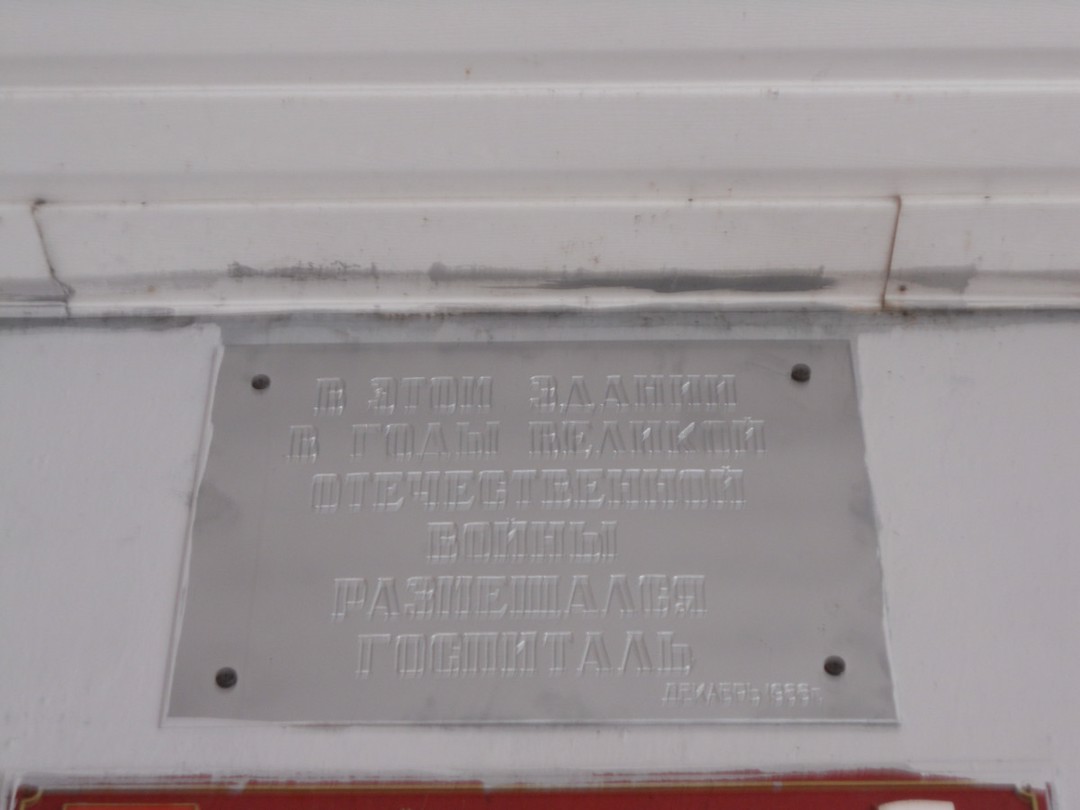 В ЭТОМ ЗДАНИИ
В ГОДЫ ВЕЛИКОЙ
ОТЕЧЕСТВЕННОЙ
ВОЙНЫ
РАЗМЕЩАЛСЯ
ГОСПИТАЛЬ
ДЕКАБРЬ